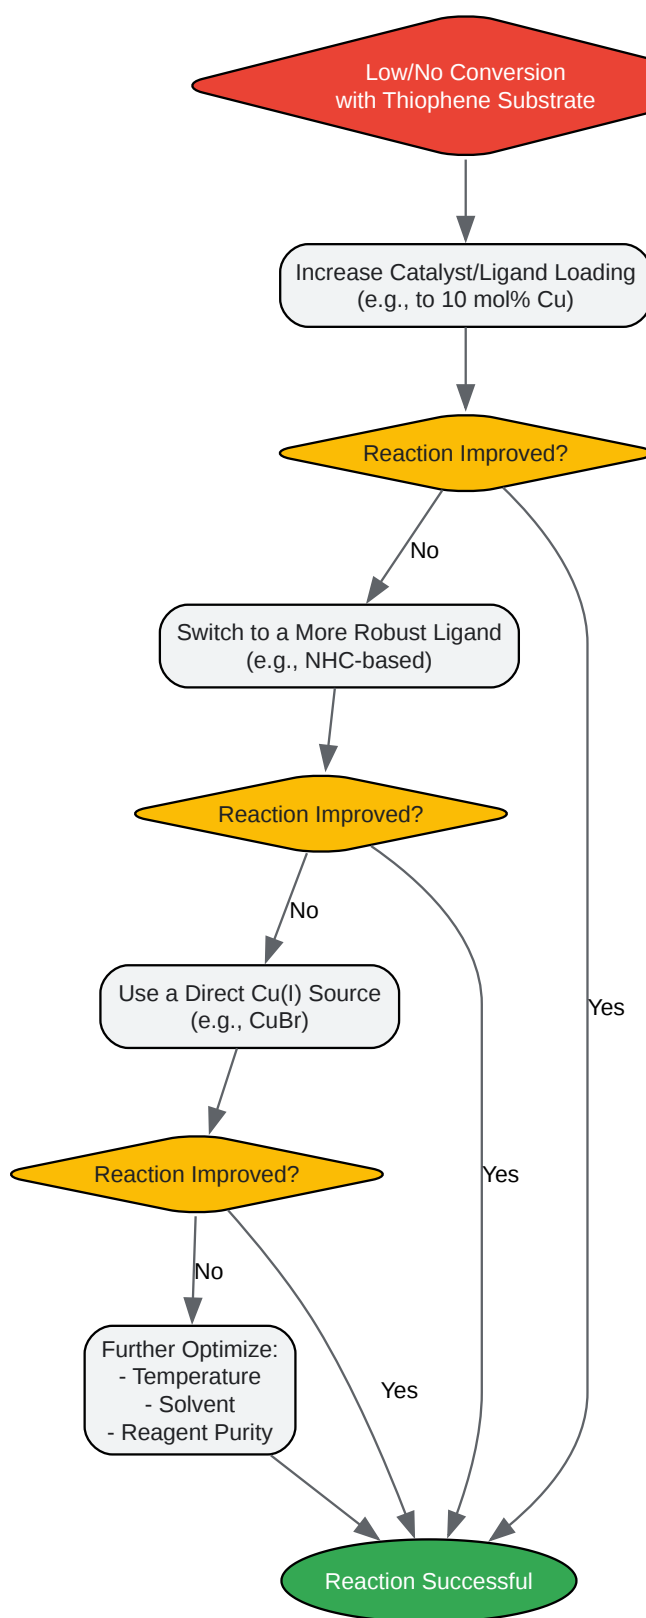 Low/No Conversion
with Thiophene Substrate
Increase Catalyst/Ligand Loading
(e.g., to 10 mol% Cu)
Reaction Improved?
No
Switch to a More Robust Ligand
(e.g., NHC-based)
Reaction Improved?
No
Use a Direct Cu(I) Source
(e.g., CuBr)
Yes
Reaction Improved?
Yes
No
Further Optimize:
- Temperature
- Solvent
- Reagent Purity
Yes
Reaction Successful